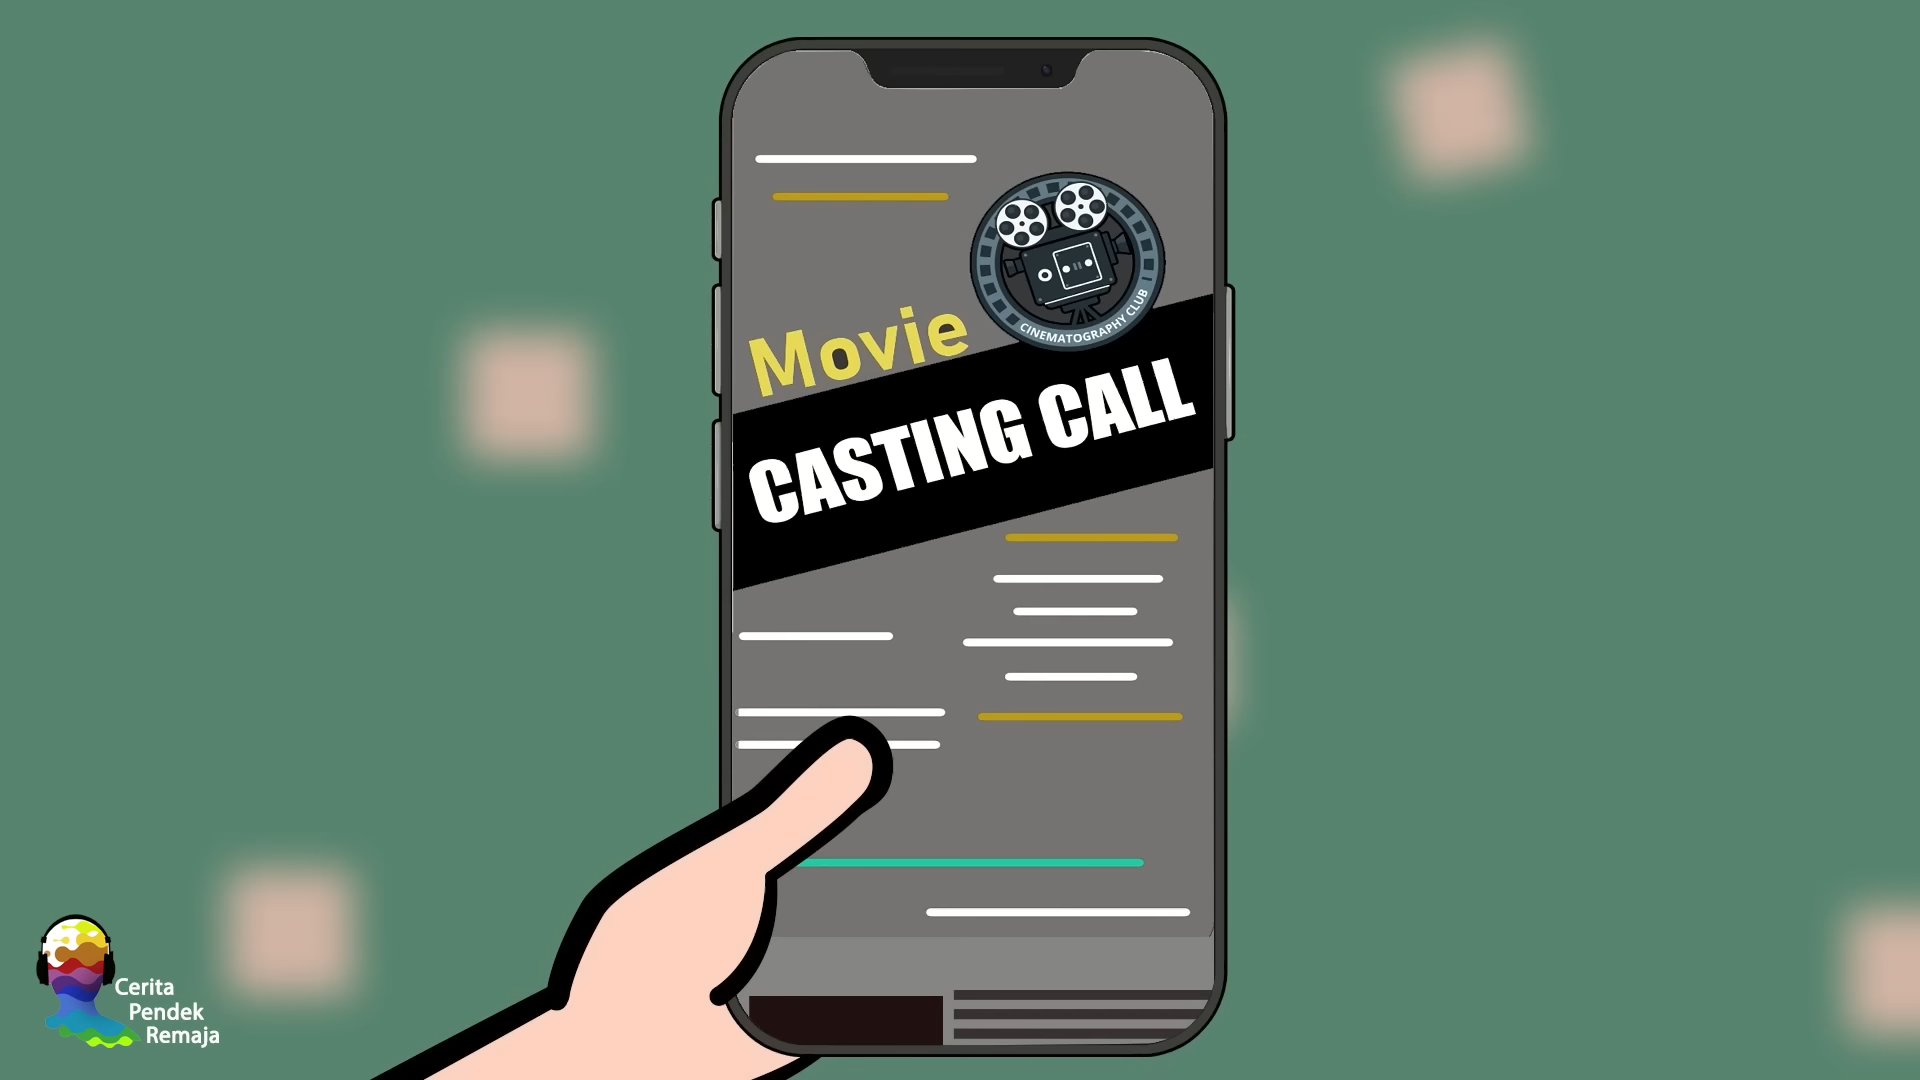 CINEMATOGRAPHY CLUB
Movie
CASTING CALL
Cerita
Pendek
Remaja